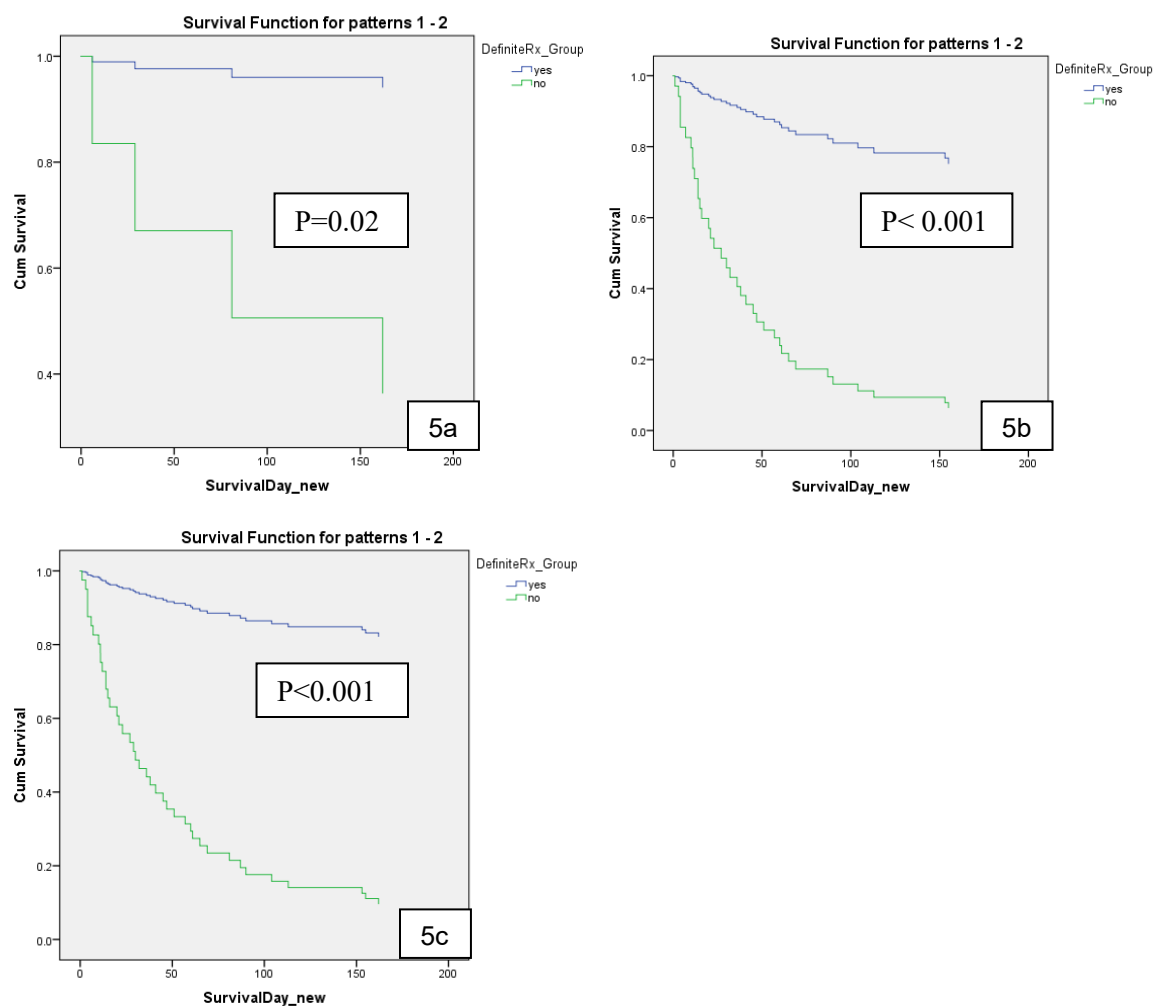 Survival Function for patterns 1 - 2
DefiniteRx_Group
yes
no
1.0
0.8
0.6
0.4
Cum Survival
P=0.02
5a
0 50 100 150 200
SurvivalDay_new
Survival Function for patterns 1 - 2
DefiniteRx_Group
yes
no
1.0
0.8
0.6
0.4
0.2
0.0
Cum Survival
P< 0.001
5b
0 50 100 150 200
SurvivalDay_new
Survival Function for patterns 1 - 2
DefiniteRx_Group
yes
no
1.0
0.8
0.6
0.4
0.2
0.0
Cum Survival
P<0.001
5c
0 50 100 150 200
SurvivalDay_new